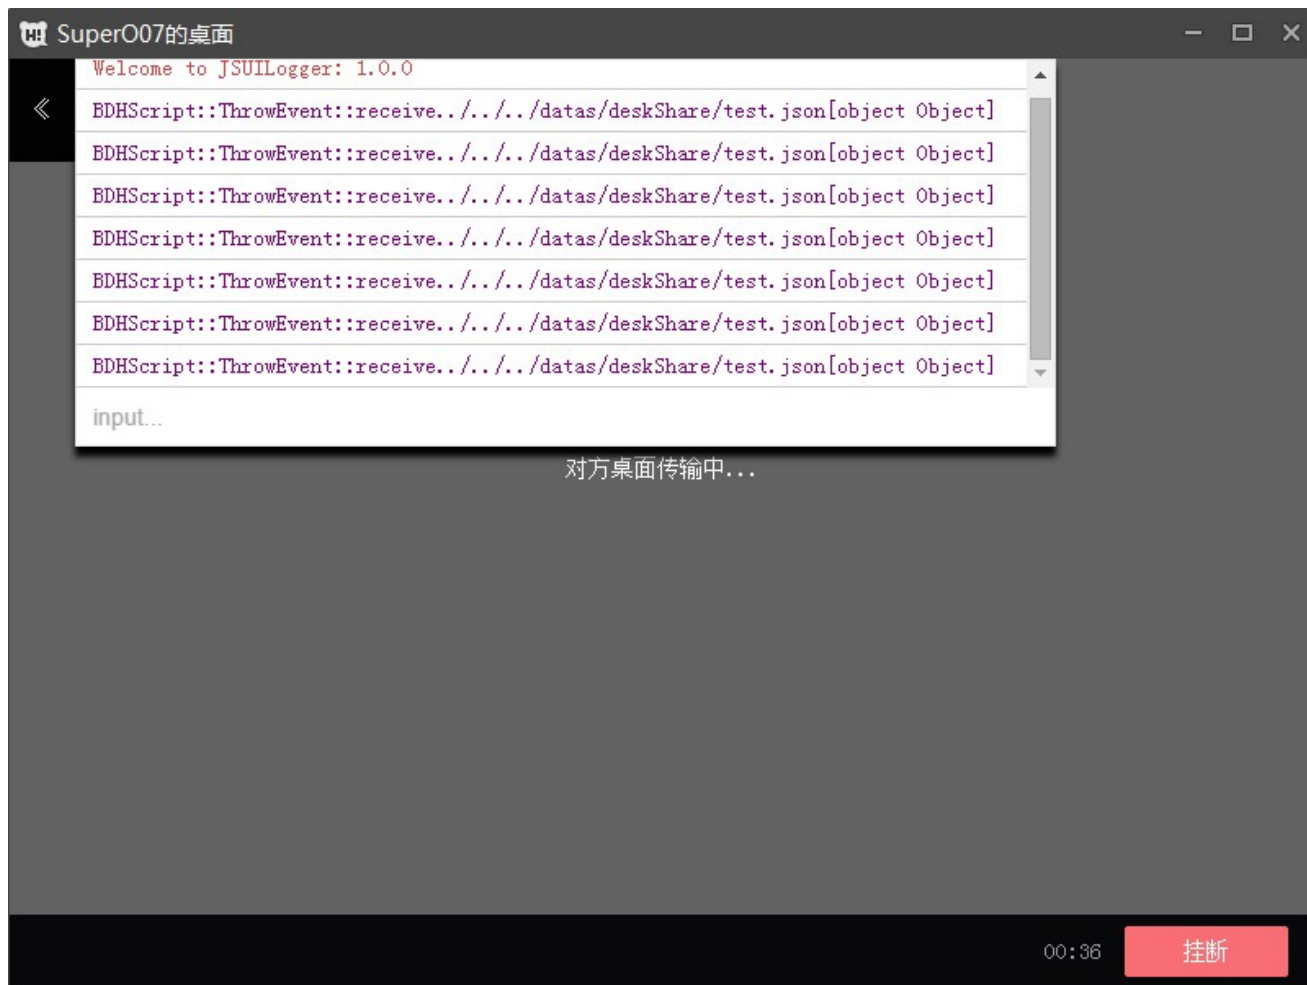 H!
SuperO07的桌面
Welcome to JSUILogger: 1.0.0
BDHScript::ThrowEvent::receive../../../datas/deskShare/test.json[object Object]
BDHScript::ThrowEvent::receive../../../datas/deskShare/test.json[object Object]
BDHScript::ThrowEvent::receive../../../datas/deskShare/test.json[object Object]
BDHScript::ThrowEvent::receive../../../datas/deskShare/test.json[object Object]
BDHScript::ThrowEvent::receive../../../datas/deskShare/test.json[object Object]
BDHScript::ThrowEvent::receive../../../datas/deskShare/test.json[object Object]
BDHScript::ThrowEvent::receive../../../datas/deskShare/test.json[object Object]
input...
对方桌面传输中...
00:36
挂断